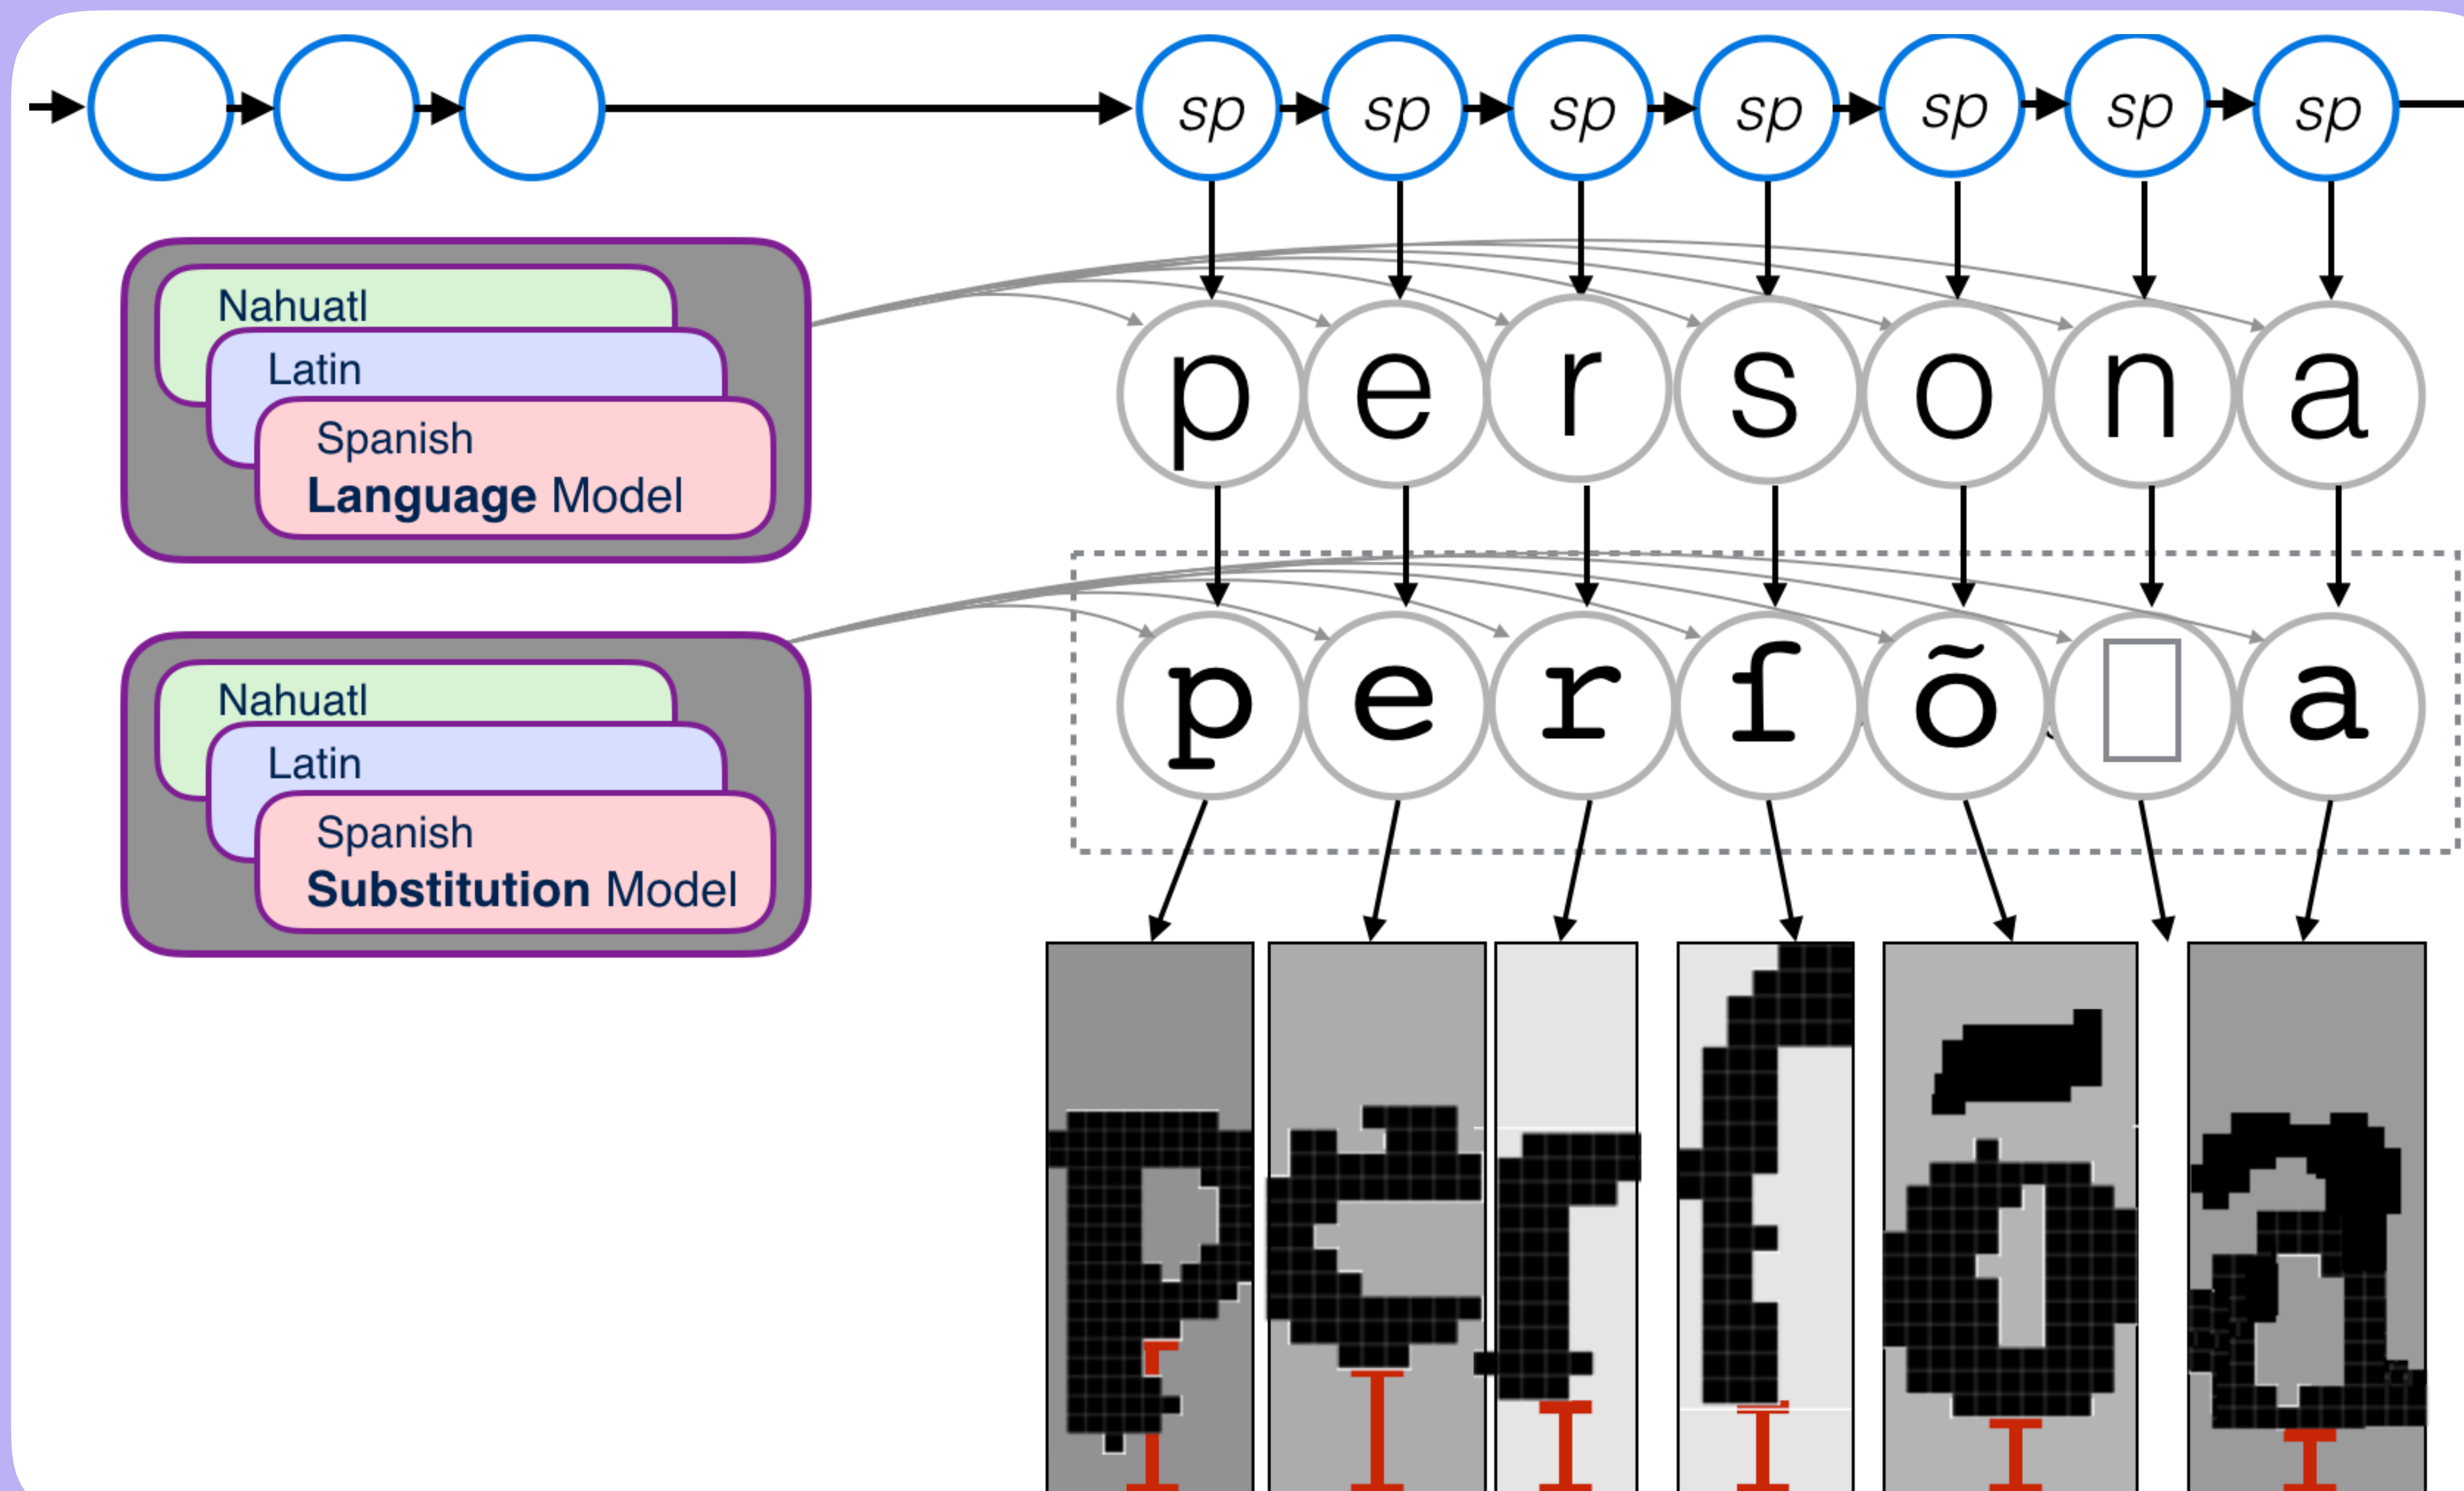 sp sp sp sp sp sp sp
Nahuatl
Latin
Spanish
Language Model
p e r s o n a
Nahuatl
Latin
Spanish
Substitution Model
p e r ſ õ a
p e r ſ õ a